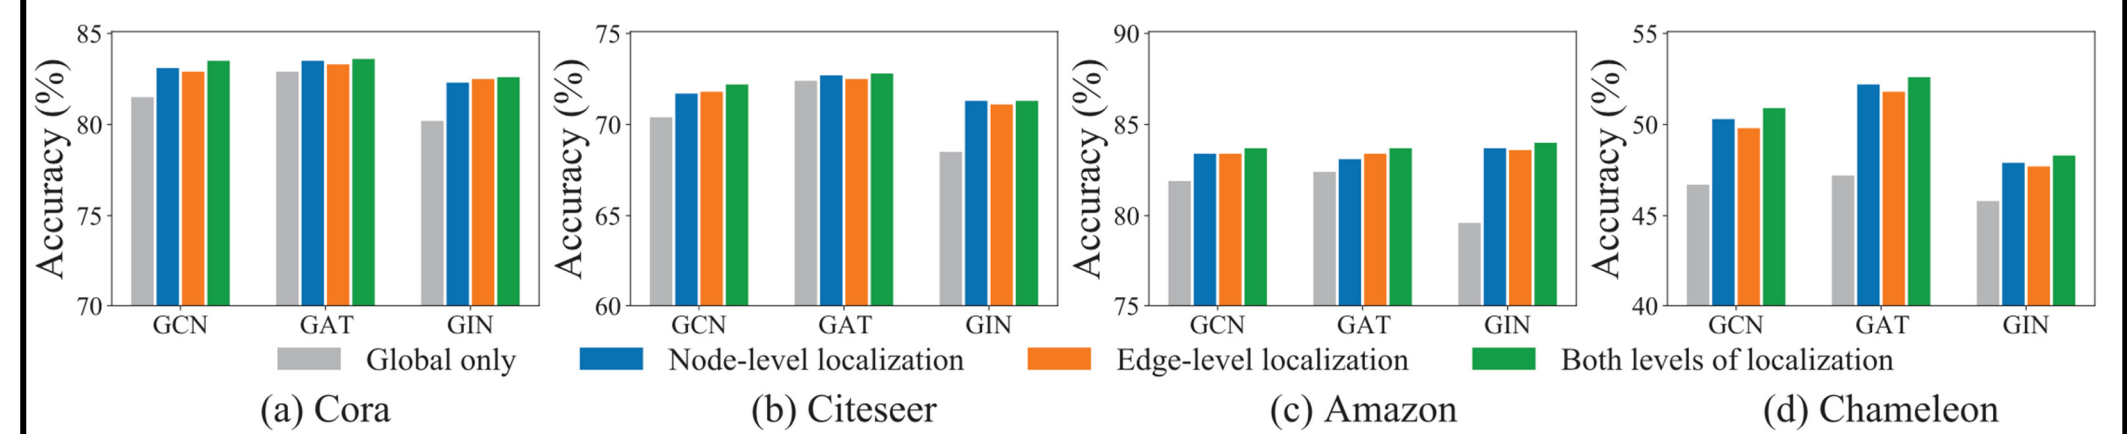 Accuracy (%)
85
80
75
70
GCN GAT GIN
Accuracy (%)
75
70
65
60
GCN GAT GIN
Accuracy (%)
90
85
80
75
GCN GAT GIN
Accuracy (%)
55
50
45
40
GCN GAT GIN
Global only Node-level localization Edge-level localization Both levels of localization
(a) Cora (b) Citeseer (c) Amazon (d) Chameleon